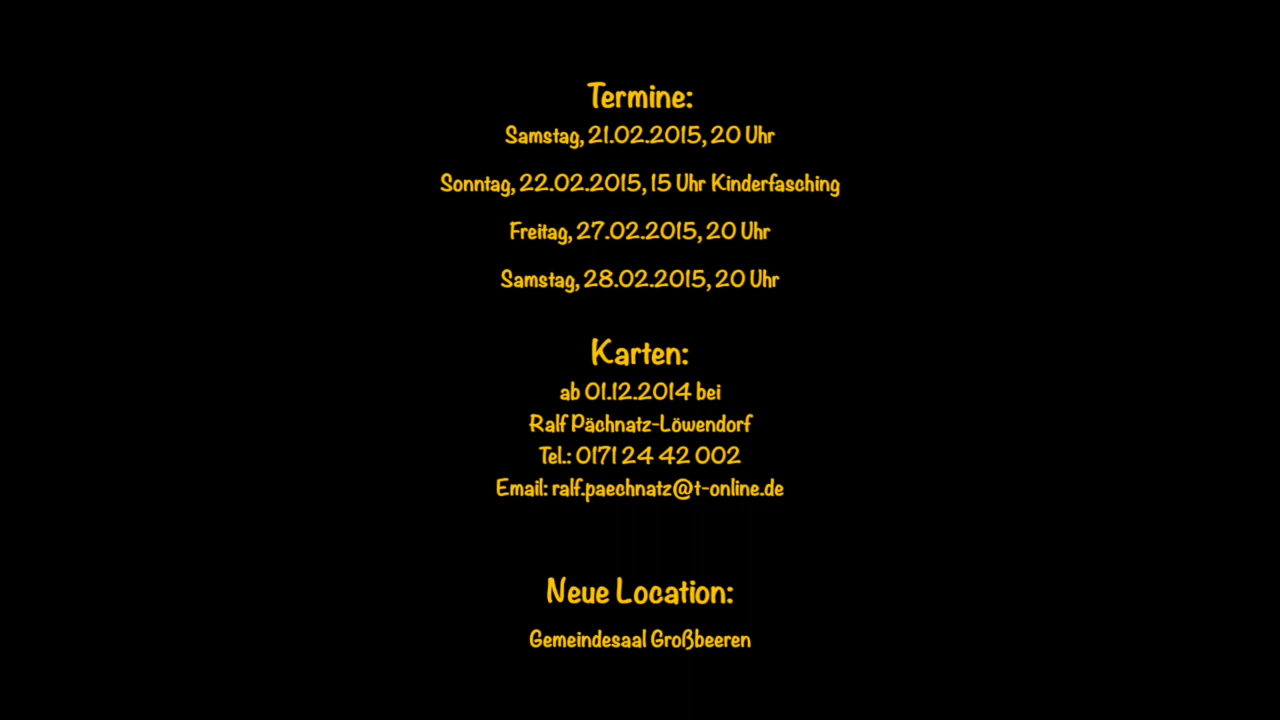 Termine:
Samstag, 21.02.2015, 20 Uhr
Sonntag, 22.02.2015, 15 Uhr Kinderfasching
Freitag, 27.02.2015, 20 Uhr
Samstag, 28.02.2015, 20 Uhr
Karten:
ab 01.12.2014 bei
Ralf Pächnatz-Löwendorf
Tel.: 0171 24 42 002
Email: ralf.paechnatz@t-online.de
Neue Location:
Gemeindesaal Großbeeren